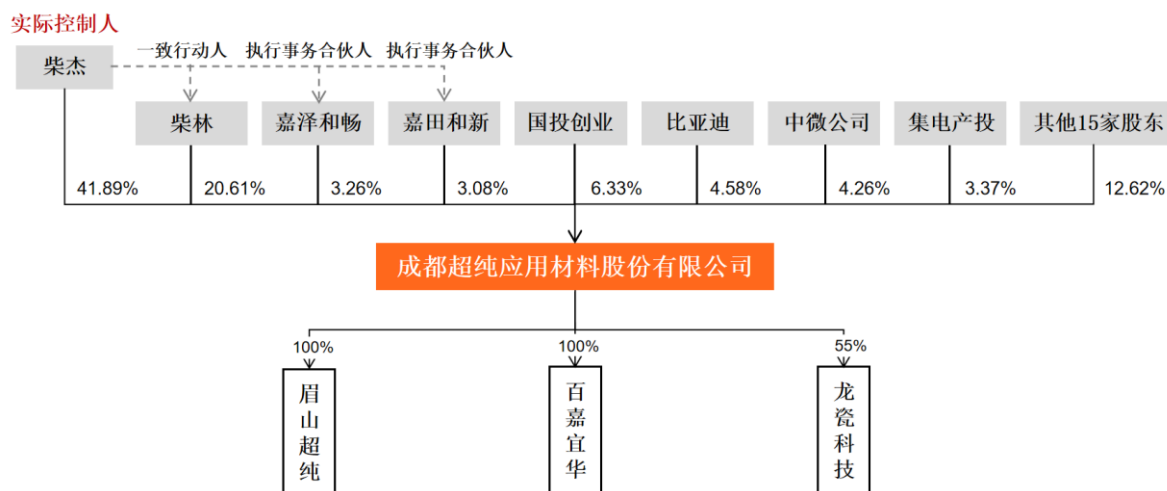 实际控制人
柴杰
一致行动人 执行事务合伙人 执行事务合伙人
柴林 嘉泽和畅 嘉田和新 国投创业 比亚迪 中微公司 集电产投 其他15家股东
41.89% 20.61% 3.26% 3.08% 6.33% 4.58% 4.26% 3.37% 12.62%
成都超纯应用材料股份有限公司
100% 100% 55%
眉山超纯
百嘉宜华
龙瓷科技